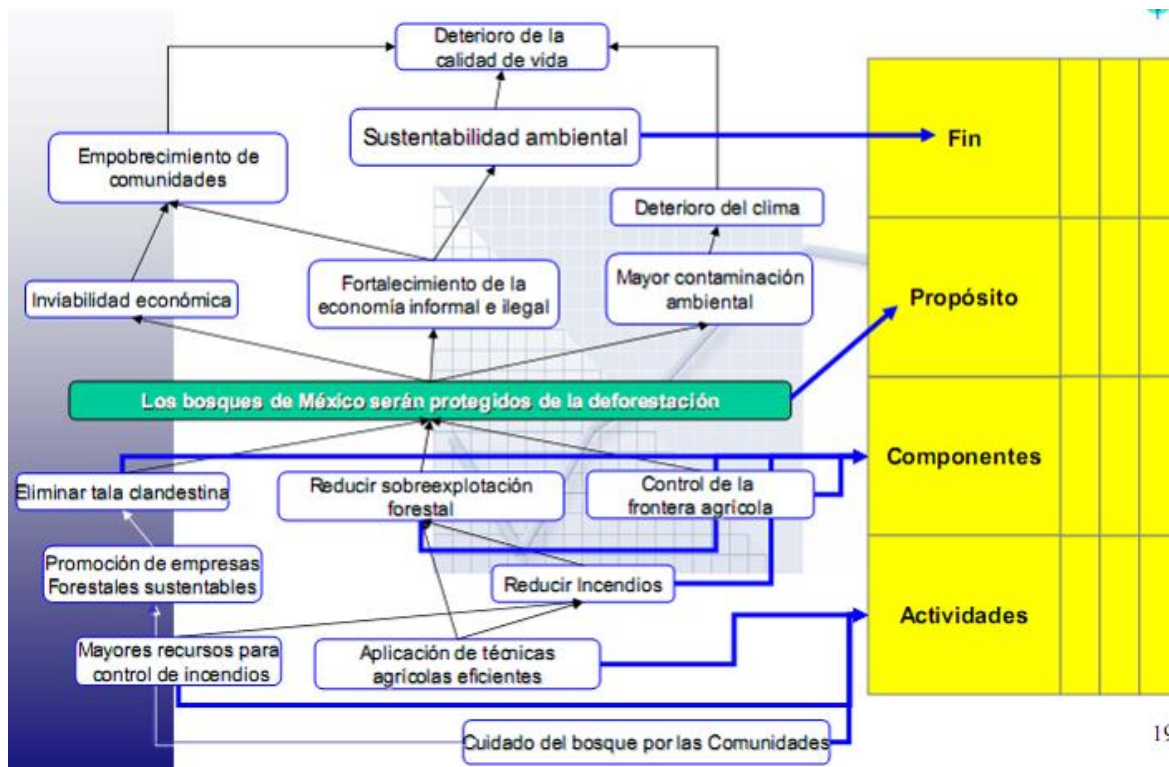 Deterioro de la
calidad de vida
Sustentabilidad ambiental
Fin
Empobrecimiento de
comunidades
Deterioro del clima
Inviabilidad económica
Fortalecimiento de la
economía informal e ilegal
Mayor contaminación
ambiental
Propósito
Los bosques de México serán protegidos de la deforestación
Componentes
Eliminar tala clandestina
Reducir sobreexplotación
forestal
Control de la
frontera agrícola
Promoción de empresas
Forestales sustentables
Reducir Incendios
Actividades
Mayores recursos para
control de incendios
Aplicación de técnicas
agrícolas eficientes
Cuidado del bosque por las Comunidades
19